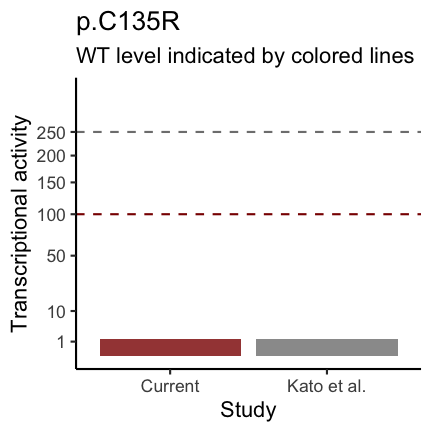 p.C135R
WT level indicated by colored lines
Transcriptional activity
250
200
150
100
50
10
1
Current
Kato et al.
Study